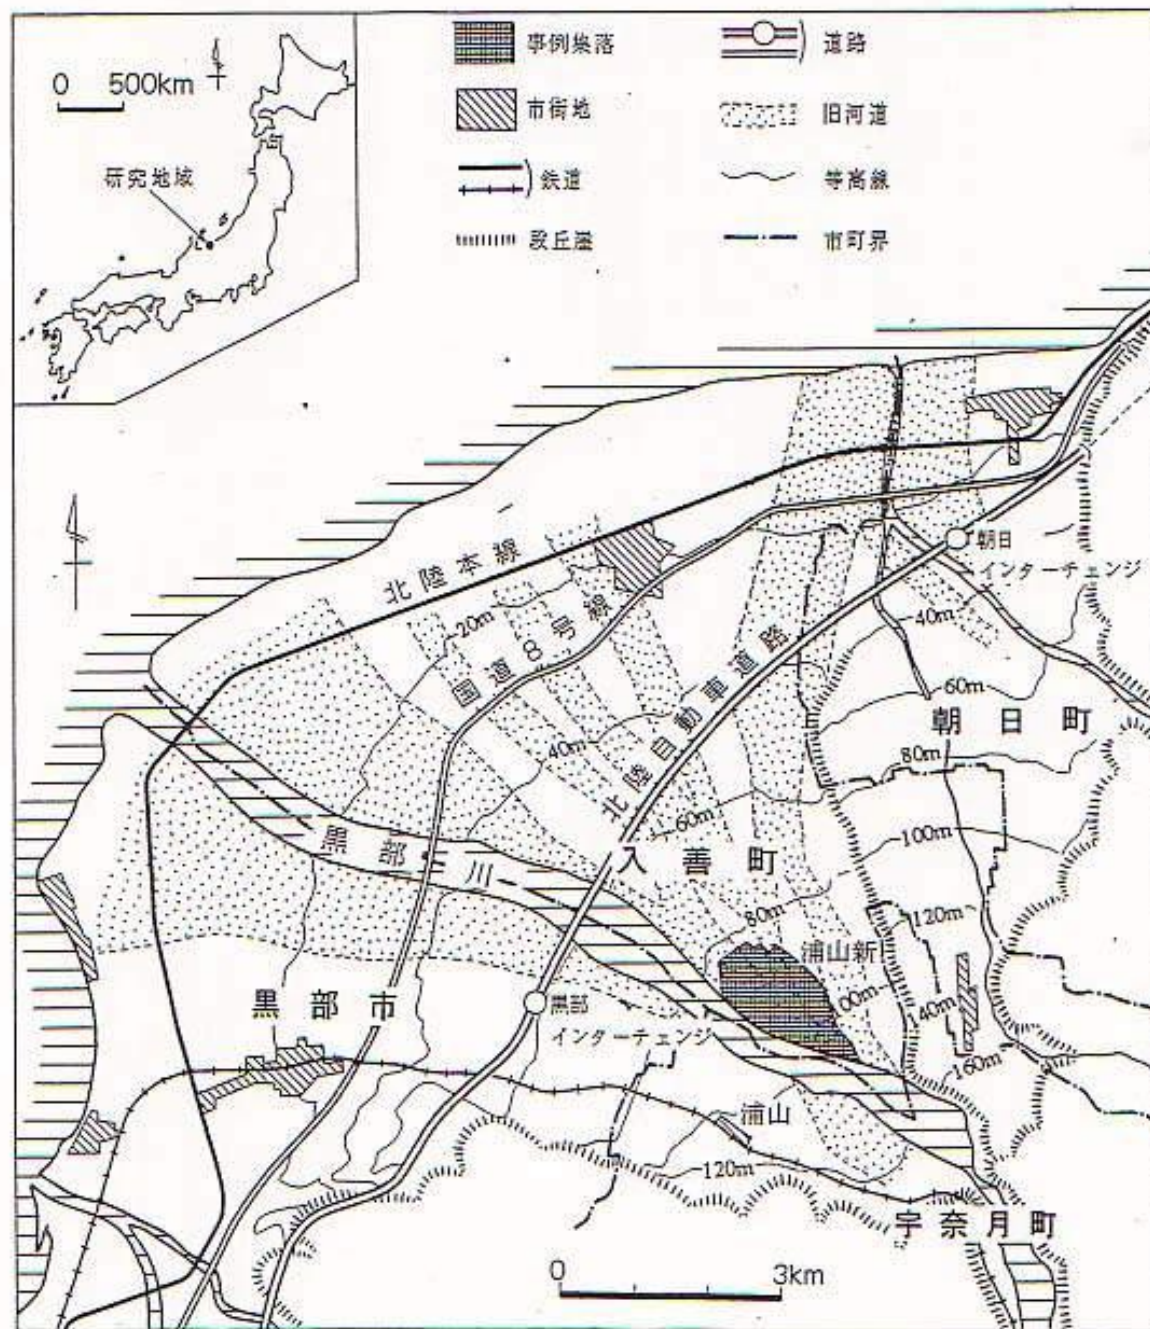 0 500km
研究地域
事例集落
市街地
鉄道
段丘崖
道路
旧河道
等高線
市町界
北陸本線
20m
国道8号線
朝日
インターチェンジ
40m
60m
北陸自動車道路
朝日町
40m
80m
60m
100m
黒部川
入善町
80m
120m
浦山新
00m
140m
黒部市
黒部
インターチェンジ
160m
浦山
120m
宇奈月町
0 3km